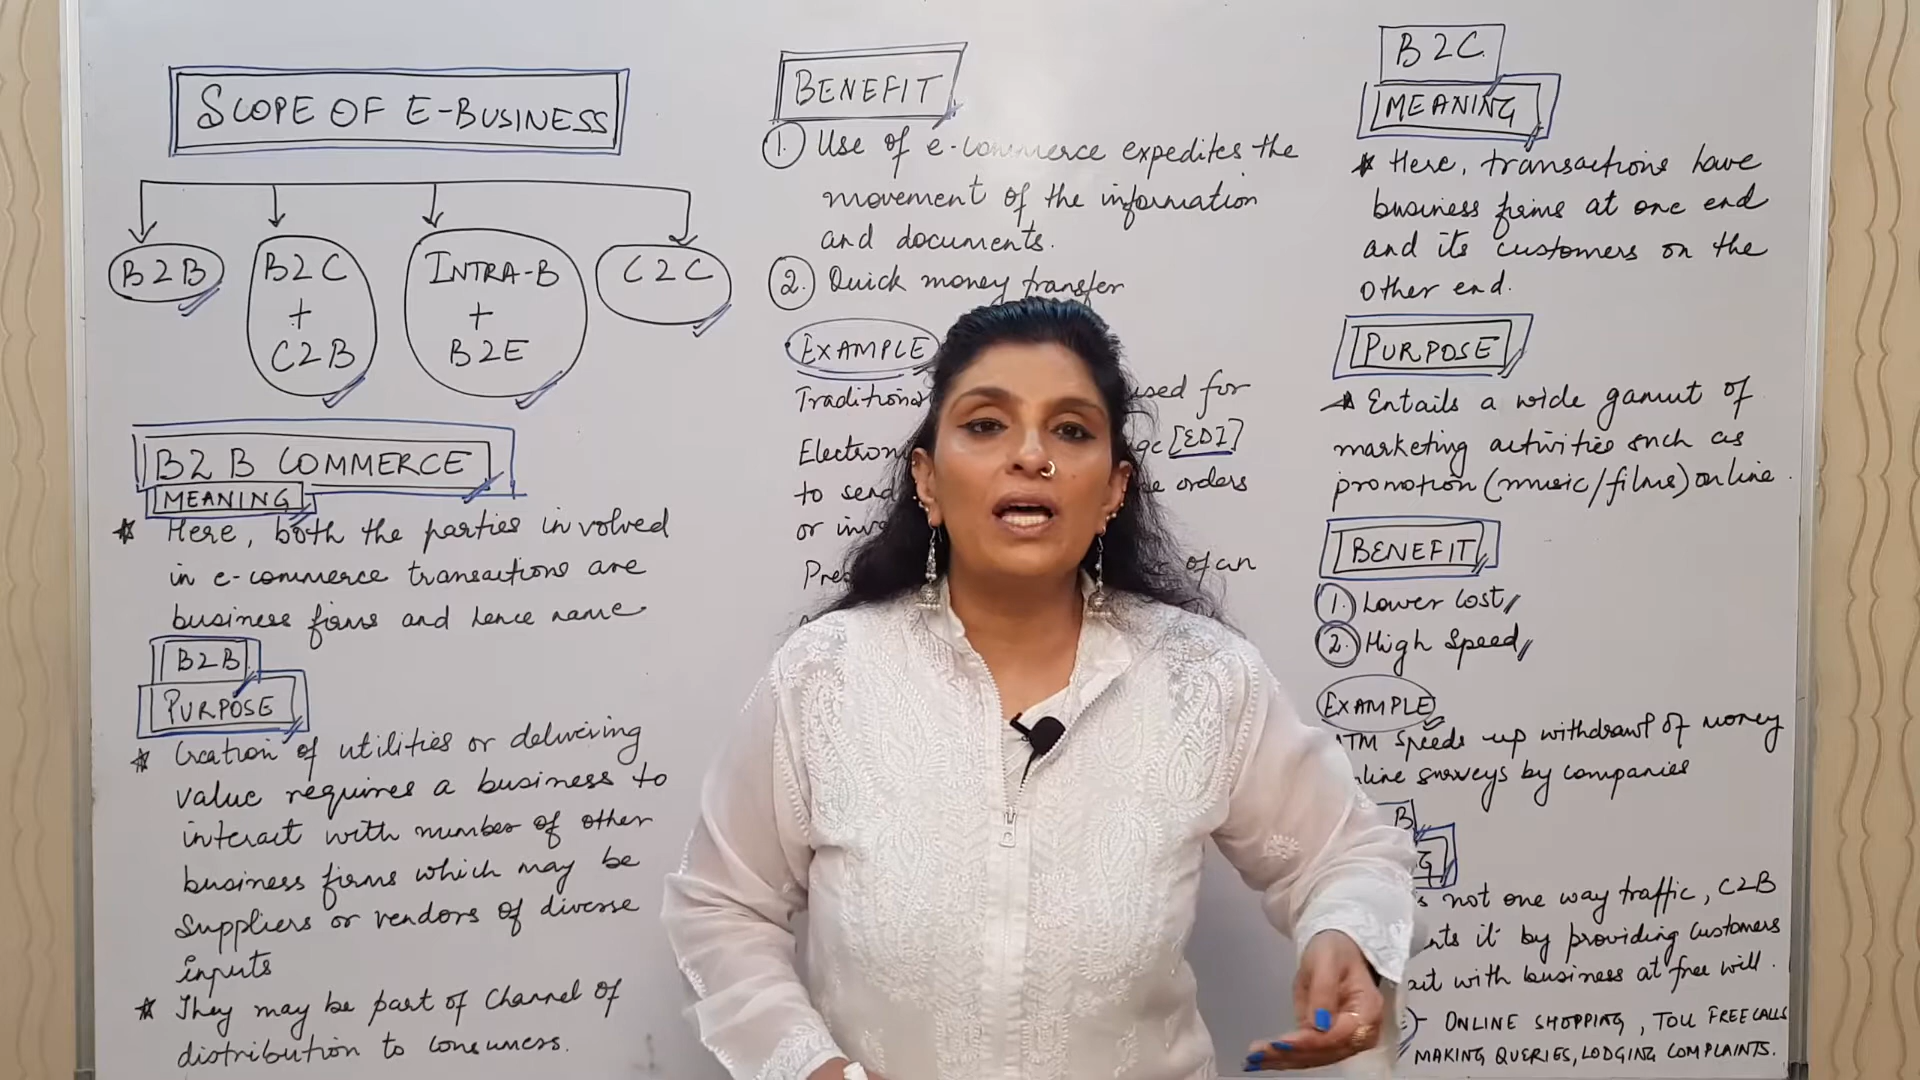 SCOPE OF E-BUSINESS
B2B
B2C
+
C2B
INTRA-B
+
B2E
C2C
B2B COMMERCE
MEANING
Here, both the parties involved
in e-commerce transactions are
business firms and hence name
B2B
PURPOSE
Creation of utilities or delivering
value requires a business to
interact with number of other
business firms which may be
suppliers or vendors of diverse
inputs
They may be part of Channel of
distribution to consumers.
BENEFIT
1. Use of e-commerce expedites the
movement of the information
and documents.
2. Quick money transfer
EXAMPLE
Traditional used for
[EDI]
to send orders
or
of an
B2C
MEANING
Here, transactions have
business firms at one end
and its customers on the
other end.
PURPOSE
Entails a wide gamut of
marketing activities such as
promotion (music/films) online.
BENEFIT
1. Lower Cost
2. High Speed
EXAMPLE
ATM speeds up withdrawl of money
surveys by companies
B
not one way traffic, C2B
it by providing customers
with business at free will.
- ONLINE SHOPPING, TOLL FREE CALLS
MAKING QUERIES, LODGING COMPLAINTS.